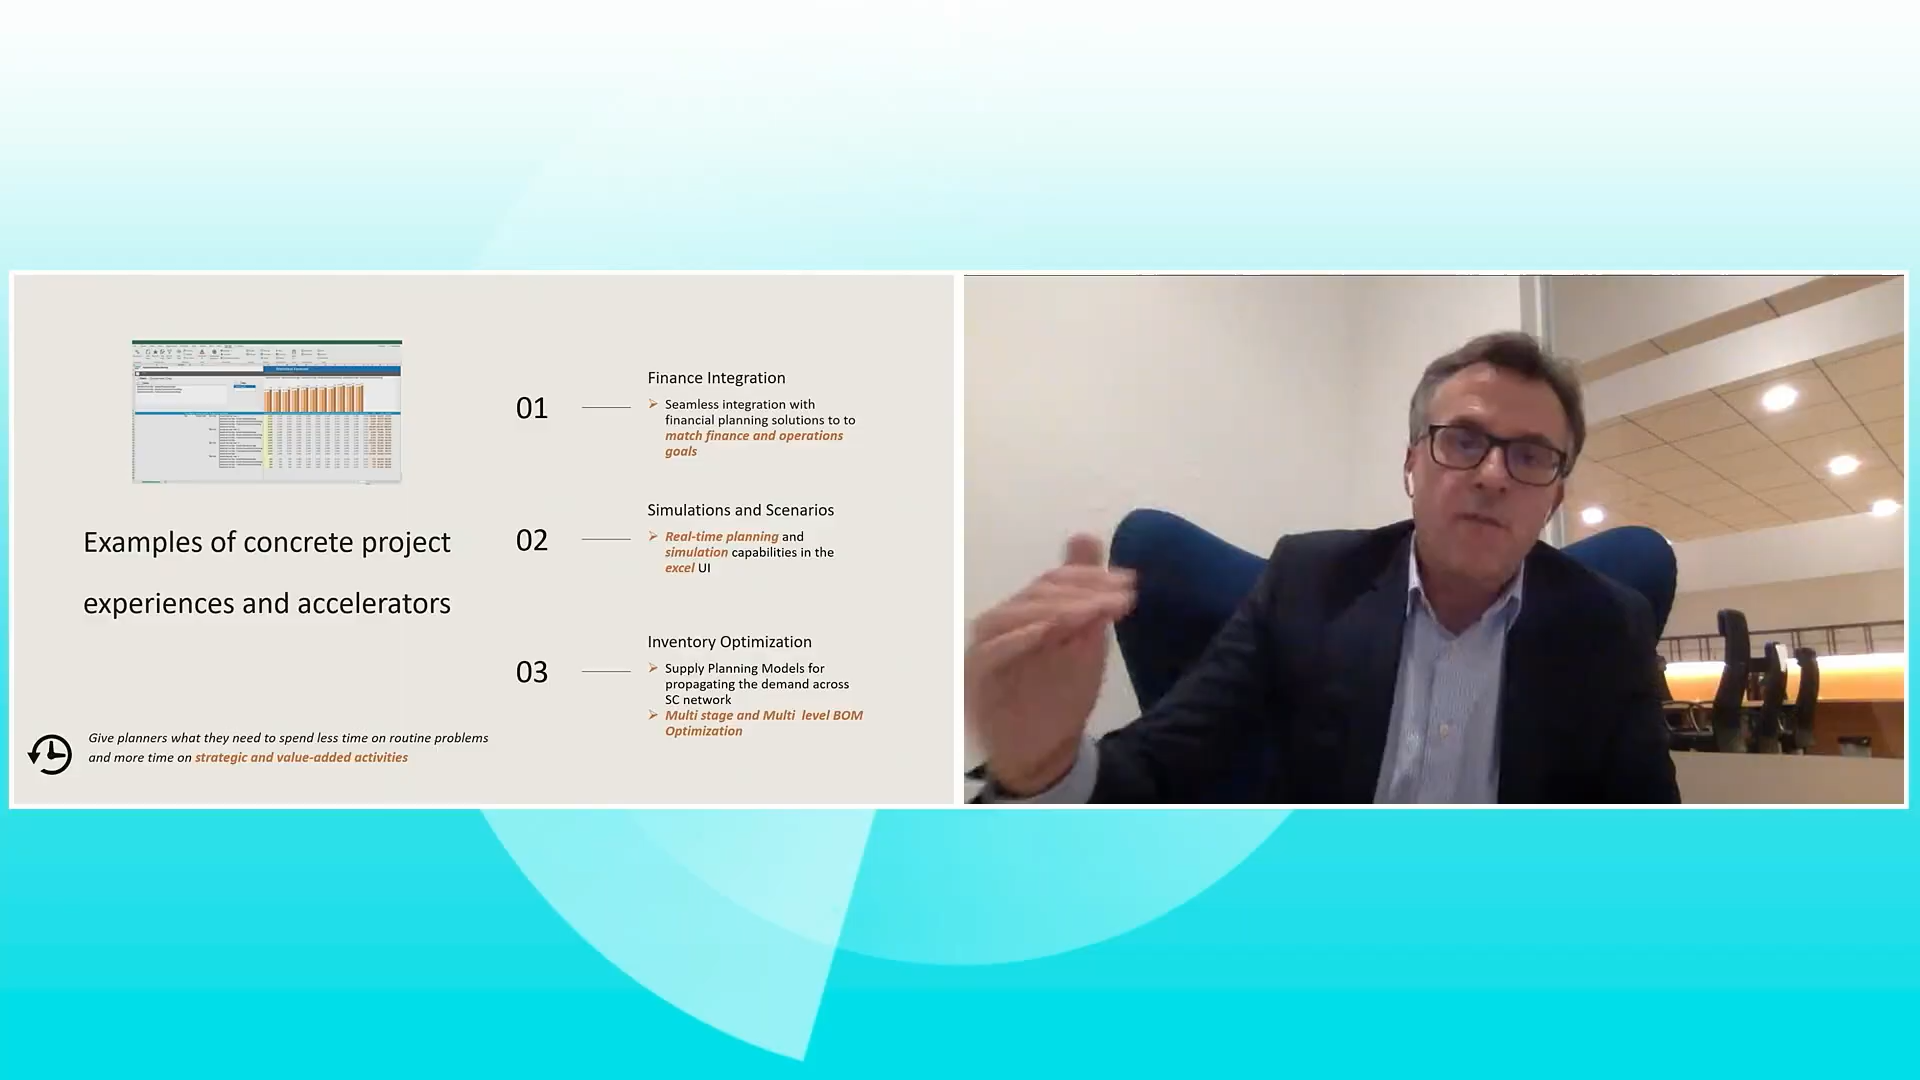 Statistical Forecast
Examples of concrete project
experiences and accelerators
Give planners what they need to spend less time on routine problems
and more time on strategic and value-added activities
01
Finance Integration
➢ Seamless integration with
financial planning solutions to to
match finance and operations
goals
02
Simulations and Scenarios
➢ Real-time planning and
simulation capabilities in the
excel UI
03
Inventory Optimization
➢ Supply Planning Models for
propagating the demand across
SC network
➢ Multi stage and Multi level BOM
Optimization